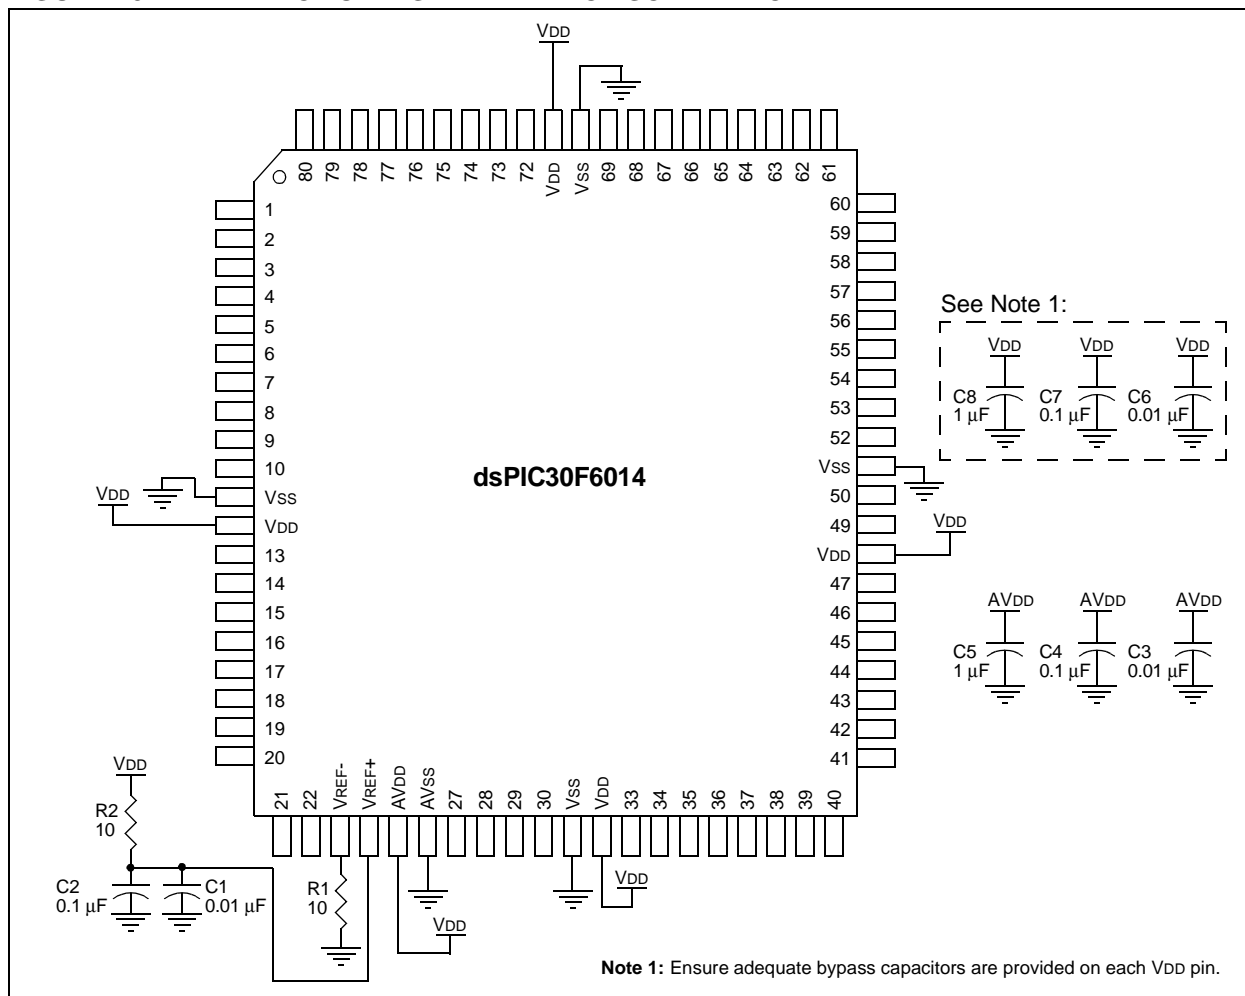 VDD
80 79 78 77 76 75 74 73 72 VDD VSS 69 68 67 66 65 64 63 62 61
1
2
3
4
5
6
7
8
9
10
VSS
VDD
VDD
13
14
15
16
17
18
19
20
dsPIC30F6014
60
59
58
57
56
55
54
53
52
VSS
50
49
VDD
VDD
47
46
45
44
43
42
41
21 22 VREF- VREF+ AVDD AVSS 27 28 29 30 VSS VDD 33 34 35 36 37 38 39 40
See Note 1:
VDD VDD VDD
C8 C7 C6
1 µF 0.1 µF 0.01 µF
AVDD AVDD AVDD
C5 C4 C3
1 µF 0.1 µF 0.01 µF
VDD
R2
10
C2 C1
0.1 µF 0.01 µF
R1
10
VDD
VDD
Note 1: Ensure adequate bypass capacitors are provided on each VDD pin.